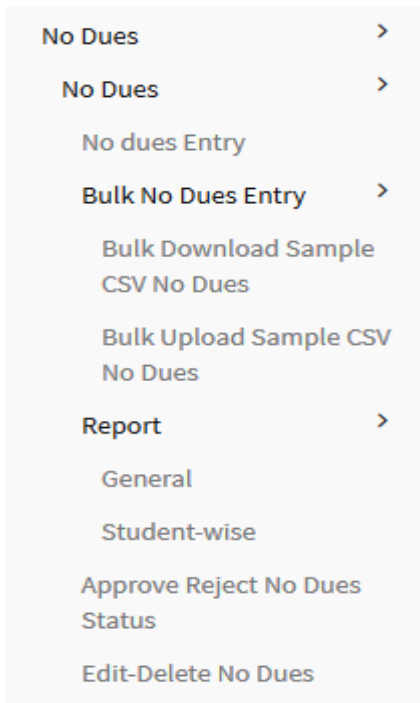 No Dues
No Dues
No dues Entry
Bulk No Dues Entry
Bulk Download Sample
CSV No Dues
Bulk Upload Sample CSV
No Dues
Report
General
Student-wise
Approve Reject No Dues
Status
Edit-Delete No Dues